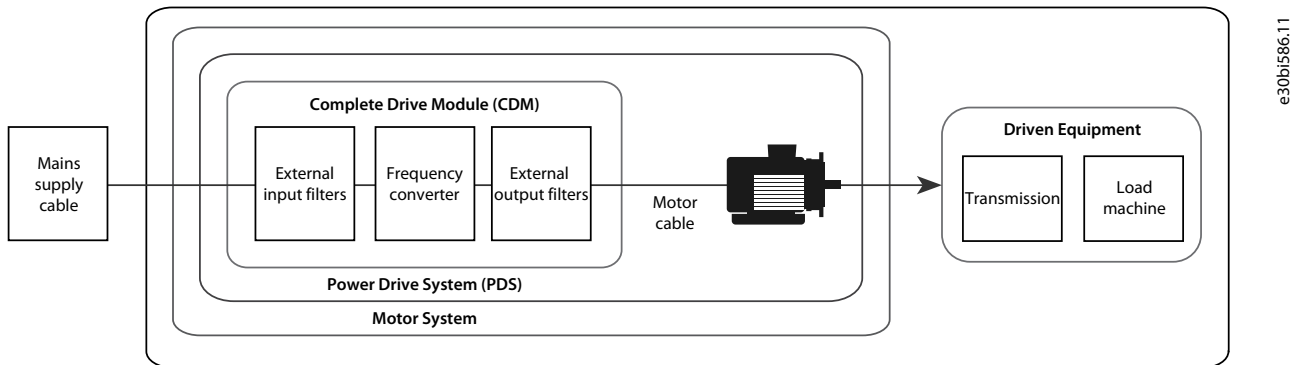 e30bi586.11
Complete Drive Module (CDM)
Driven Equipment
Mains
supply
cable
External
input filters
Frequency
converter
External
output filters
Motor
cable
Transmission
Load
machine
Power Drive System (PDS)
Motor System